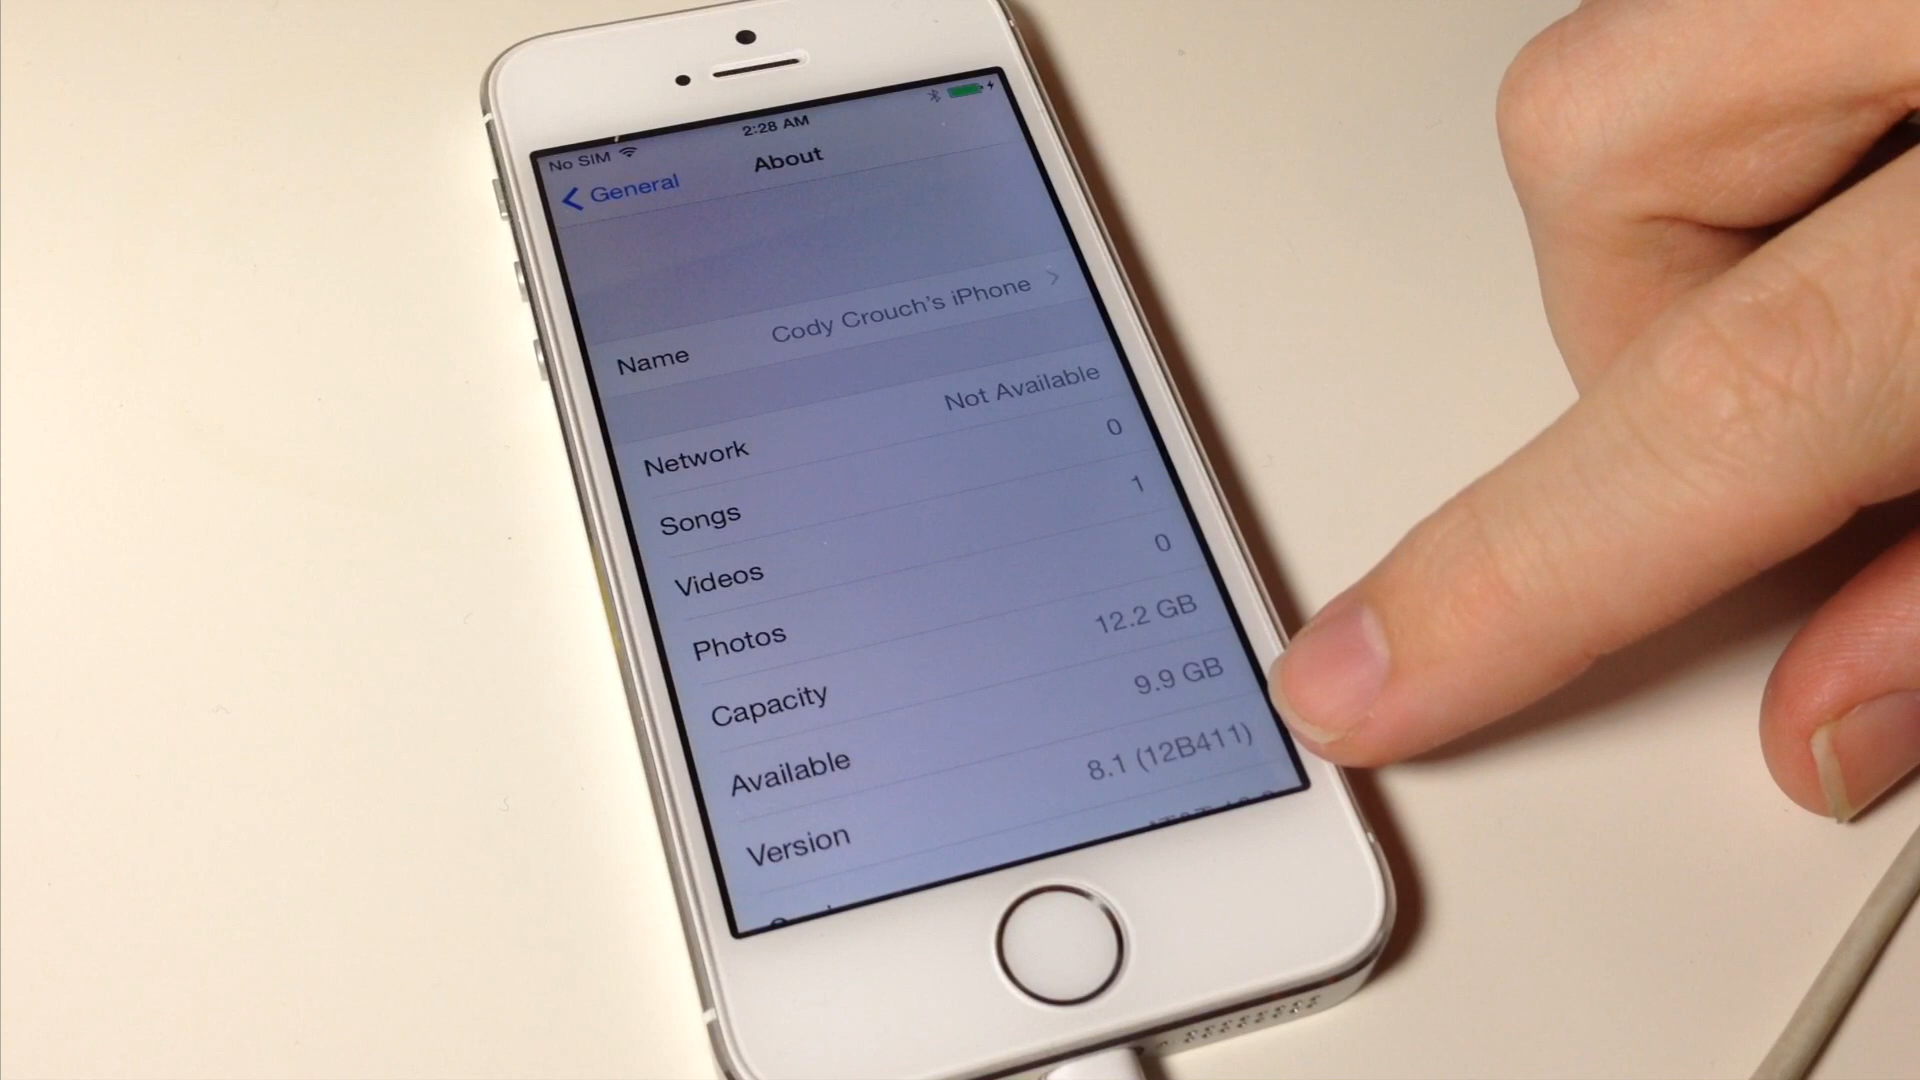 No SIM 2:28 AM
General About
Name Cody Crouch's iPhone
Network Not Available
Songs 0
Videos 1
Photos 0
Capacity 12.2 GB
Available 9.9 GB
Version 8.1 (12B411)